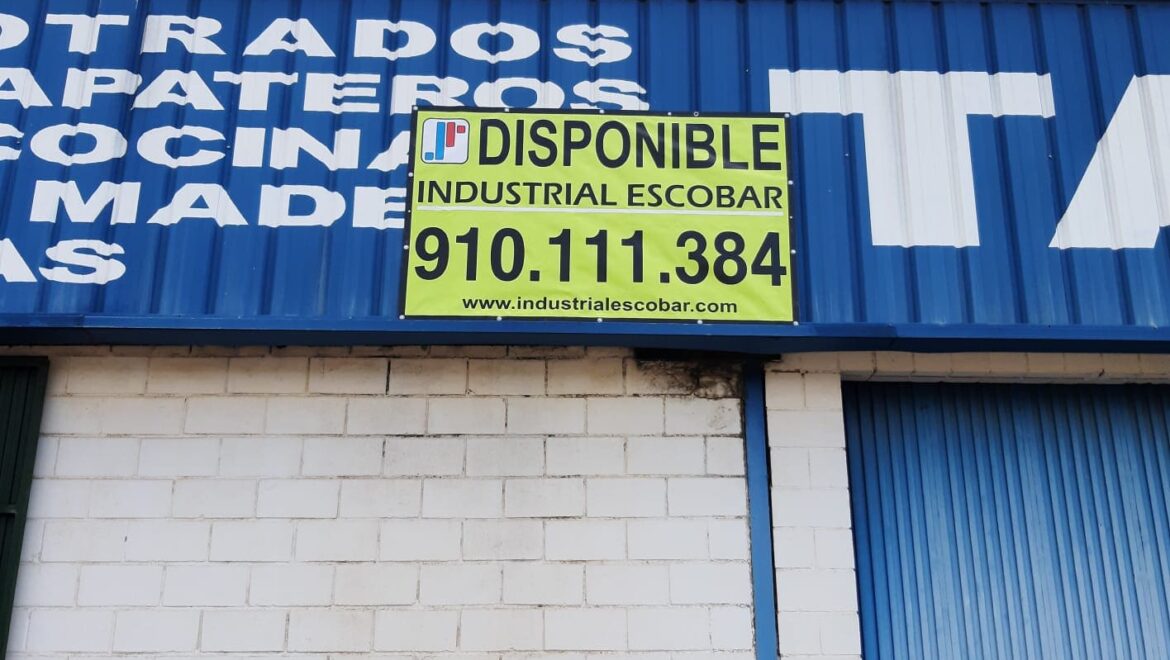 OTRADOS
APATEROS
COCINA
MADE
AS
TA
DISPONIBLE
INDUSTRIAL ESCOBAR
910.111.384
www.industrialescobar.com